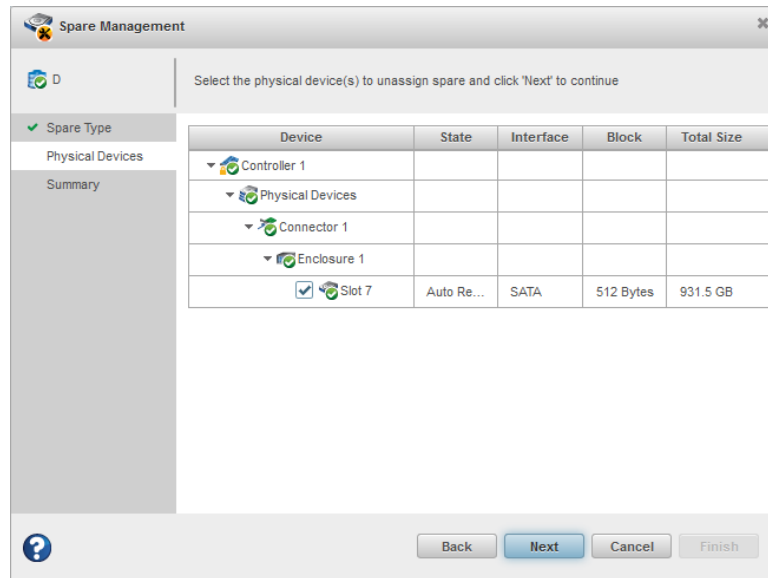 Spare Management
D
Select the physical device(s) to unassign spare and click 'Next' to continue
Spare Type
Physical Devices
Summary
Device State Interface Block Total Size
Controller 1
Physical Devices
Connector 1
Enclosure 1
Slot 7 Auto Re... SATA 512 Bytes 931.5 GB
? Back Next Cancel Finish